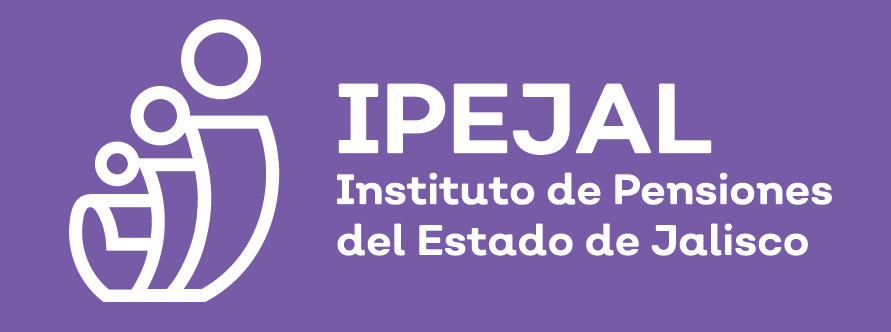 IPEJAL
Instituto de Pensiones
del Estado de Jalisco